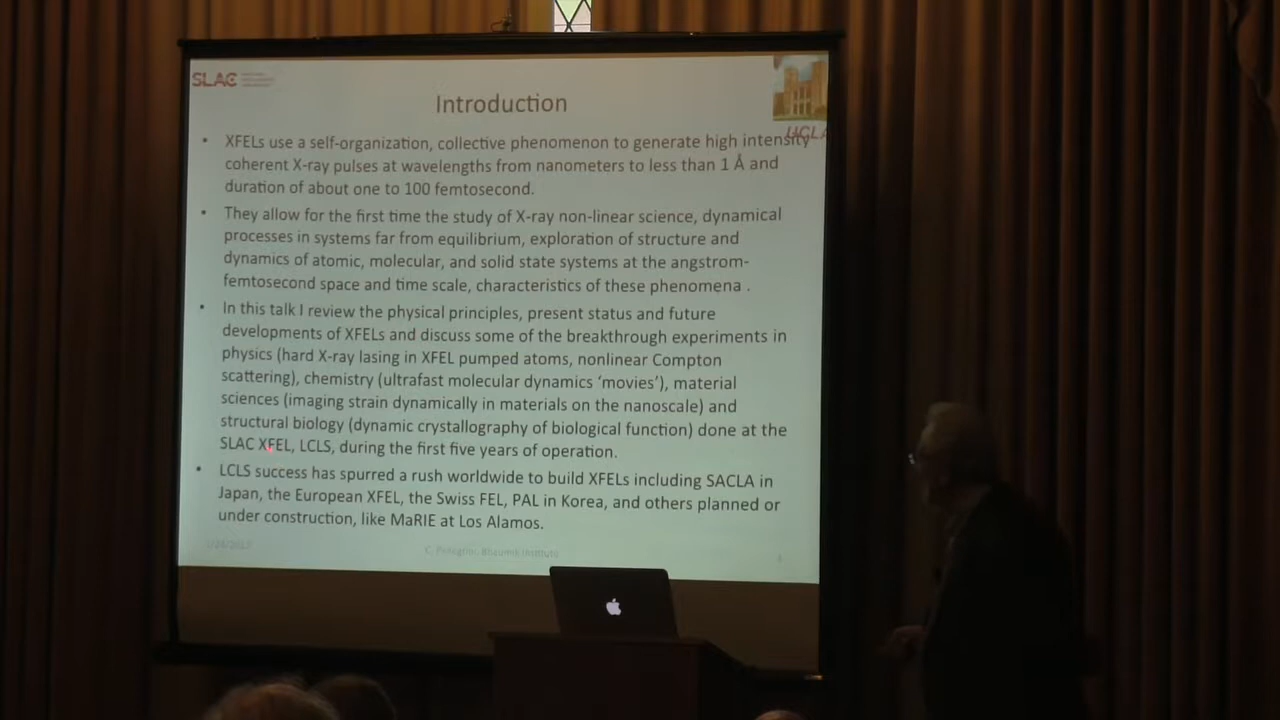 SLAC
Introduction
UCLA
• XFELs use a self-organization, collective phenomenon to generate high intensity
coherent X-ray pulses at wavelengths from nanometers to less than 1 Å and
duration of about one to 100 femtosecond.
• They allow for the first time the study of X-ray non-linear science, dynamical
processes in systems far from equilibrium, exploration of structure and
dynamics of atomic, molecular, and solid state systems at the angstrom-
femtosecond space and time scale, characteristics of these phenomena .
• In this talk I review the physical principles, present status and future
developments of XFELs and discuss some of the breakthrough experiments in
physics (hard X-ray lasing in XFEL pumped atoms, nonlinear Compton
scattering), chemistry (ultrafast molecular dynamics ‘movies’), material
sciences (imaging strain dynamically in materials on the nanoscale) and
structural biology (dynamic crystallography of biological function) done at the
SLAC XFEL, LCLS, during the first five years of operation.
• LCLS success has spurred a rush worldwide to build XFELs including SACLA in
Japan, the European XFEL, the Swiss FEL, PAL in Korea, and others planned or
under construction, like MaRIE at Los Alamos.
C. Pellegrini, Bhaumik Institute